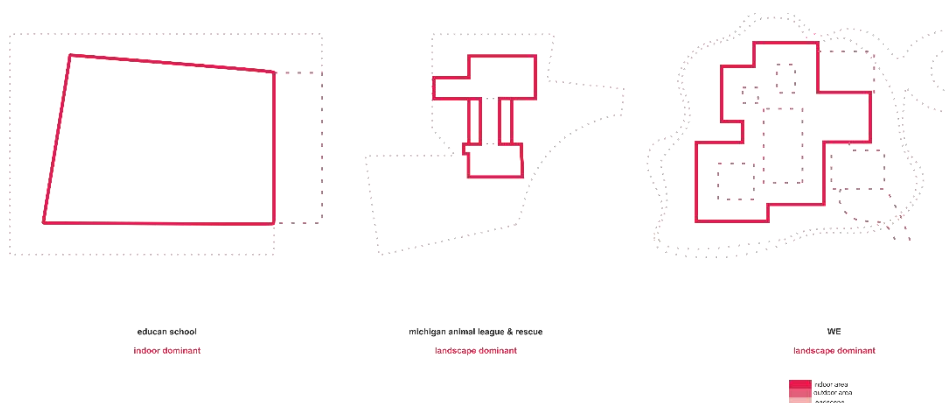 educan school
indoor dominant
michigan animal league & rescue
landscape dominant
WE
landscape dominant
indoor area
outdoor area